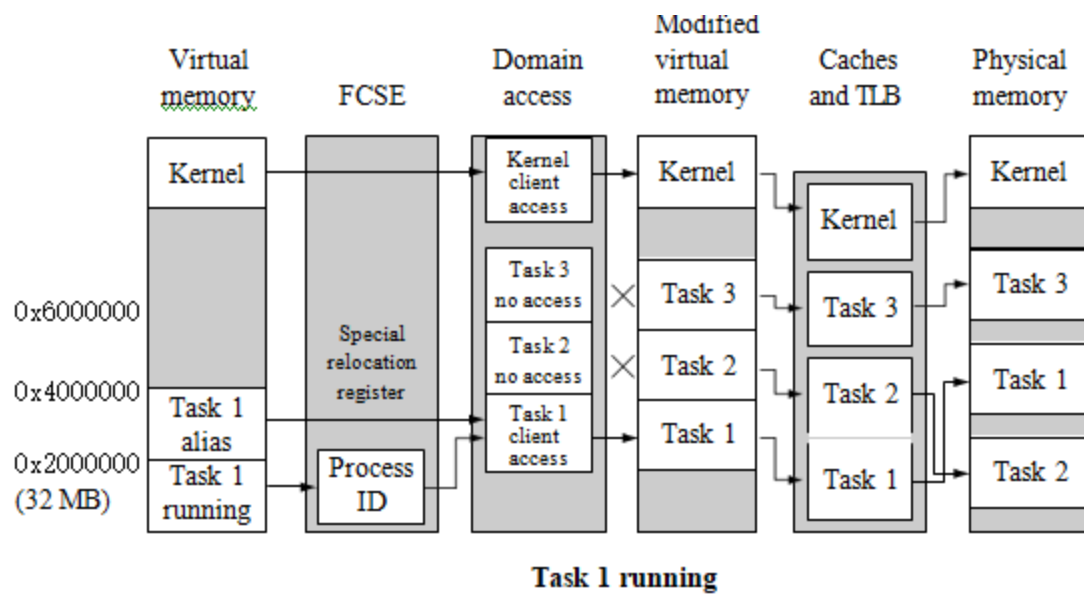 Virtual
memory
FCSE
Domain
access
Modified
virtual
memory
Caches
and TLB
Physical
memory
Kernel
Kernel
client
access
Kernel
Kernel
Kernel
0x6000000
0x4000000
0x2000000
(32 MB)
Task 1
alias
Task 1
running
Special
relocation
register
Process
ID
Task 3
no access
Task 2
no access
Task 1
client
access
Task 3
Task 2
Task 1
Task 3
Task 2
Task 1
Task 3
Task 1
Task 2
Task 1 running